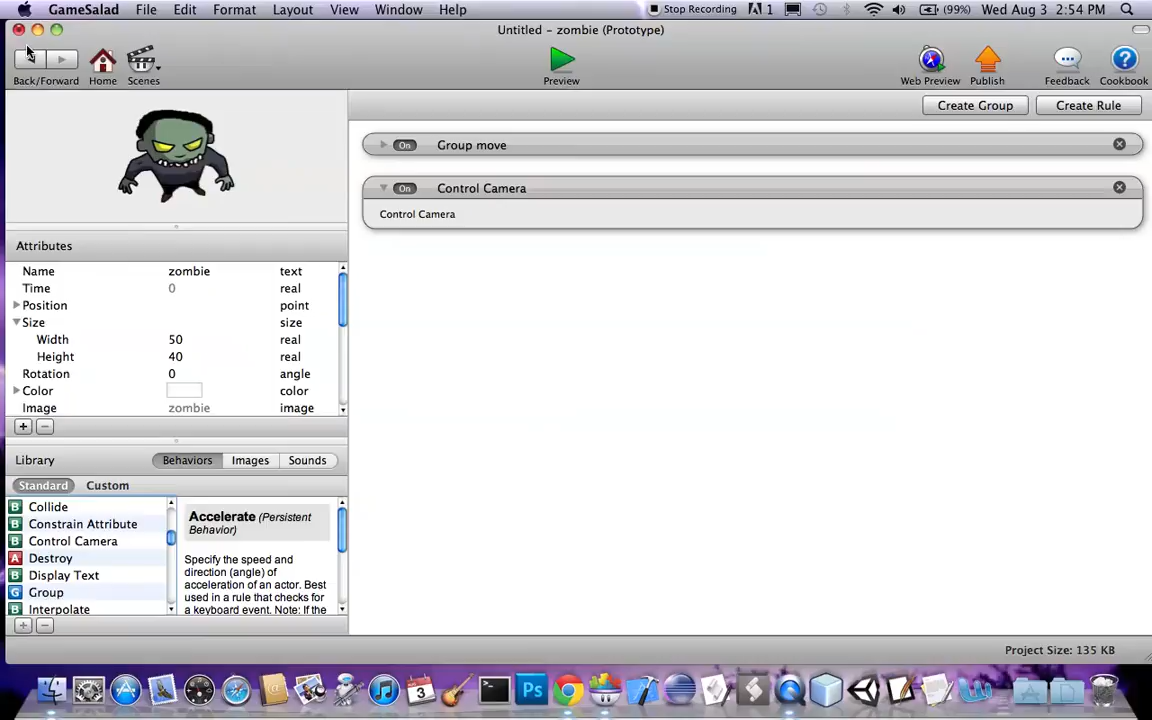 GameSalad File Edit Format Layout View Window Help Stop Recording 1 (99%) Wed Aug 3 2:54 PM
Untitled – zombie (Prototype)
Back/Forward Home Scenes Preview Web Preview Publish Feedback Cookbook
Create Group Create Rule
On Group move
On Control Camera
Control Camera
Attributes
Name zombie text
Time 0 real
Position point
Size size
Width 50 real
Height 40 real
Rotation 0 angle
Color color
Image zombie image
Library Behaviors Images Sounds
Standard Custom
B Collide
B Constrain Attribute
B Control Camera
A Destroy
B Display Text
G Group
B Interpolate
Accelerate (Persistent
Behavior)
Specify the speed and
direction (angle) of
acceleration of an actor. Best
used in a rule that checks for
a keyboard event. Note: If the
Project Size: 135 KB
3
Ps